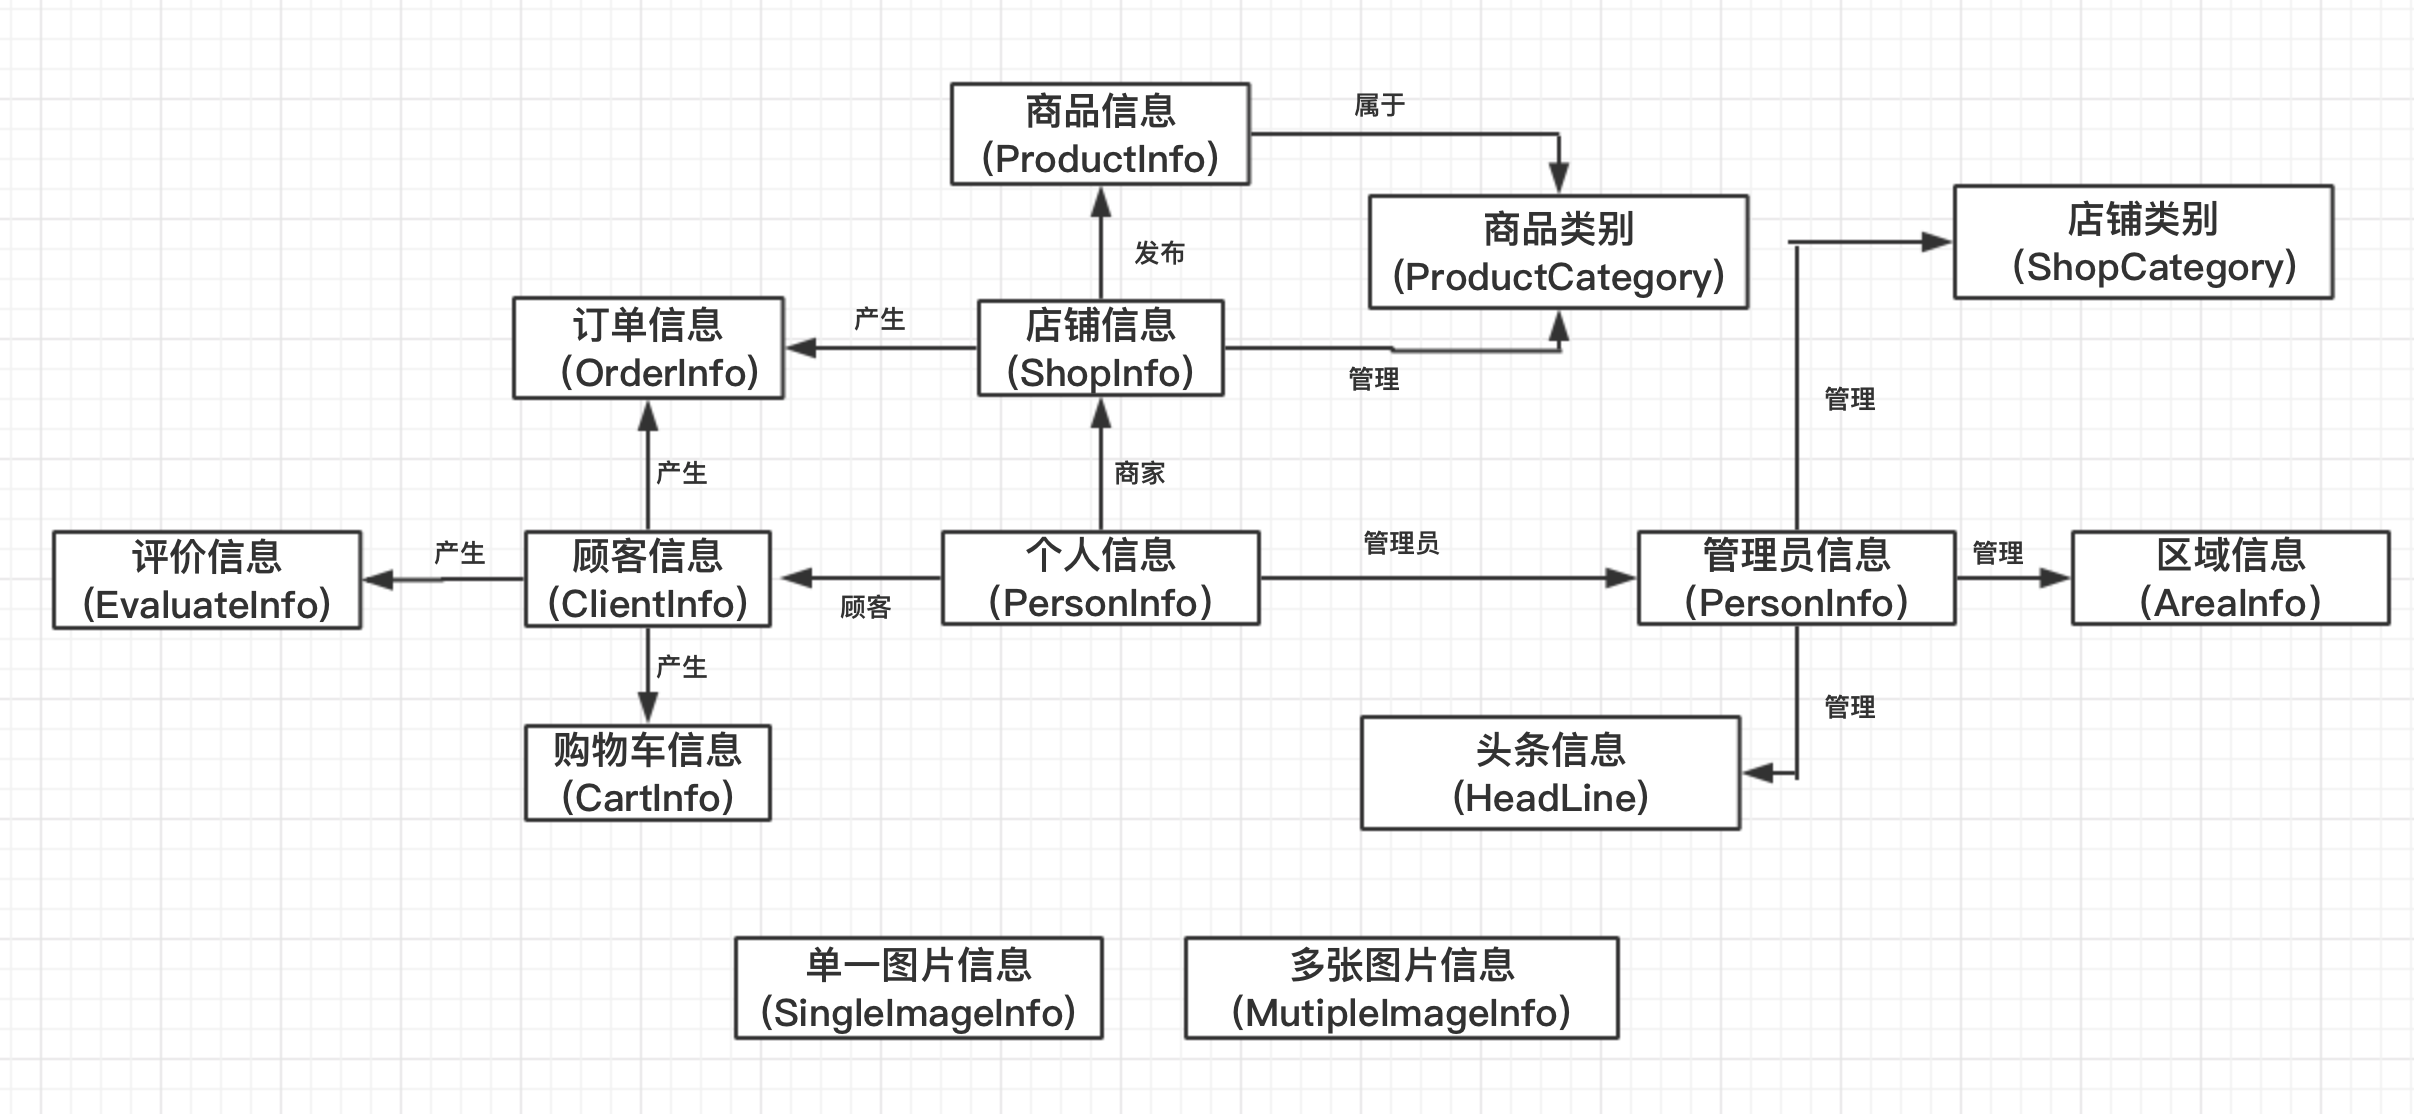 商品信息
(ProductInfo)
属于
商品类别
(ProductCategory)
店铺类别
(ShopCategory)
发布
订单信息
(OrderInfo)
产生
店铺信息
(ShopInfo)
管理
管理
产生
商家
评价信息
(EvaluateInfo)
产生
顾客信息
(ClientInfo)
顾客
个人信息
(PersonInfo)
管理员
管理员信息
(PersonInfo)
管理
区域信息
(AreaInfo)
产生
管理
购物车信息
(CartInfo)
头条信息
(HeadLine)
单一图片信息
(SingleImageInfo)
多张图片信息
(MutipleImageInfo)